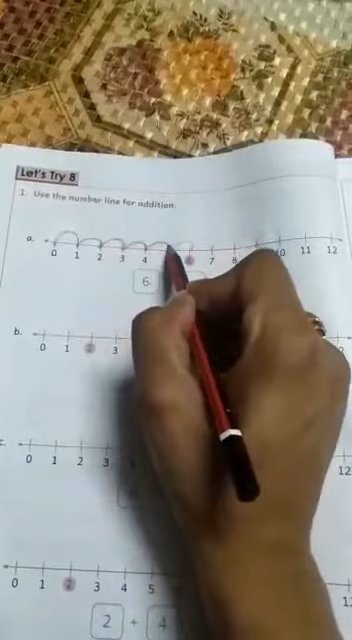 Let's Try 8
1. Use the number line for addition.
a.
0 1 2 3 4 7 8 10 11 12
6
b.
0 1 2 3
c.
0 1 2 3 12
0 1 2 3 4 5
2 + 4